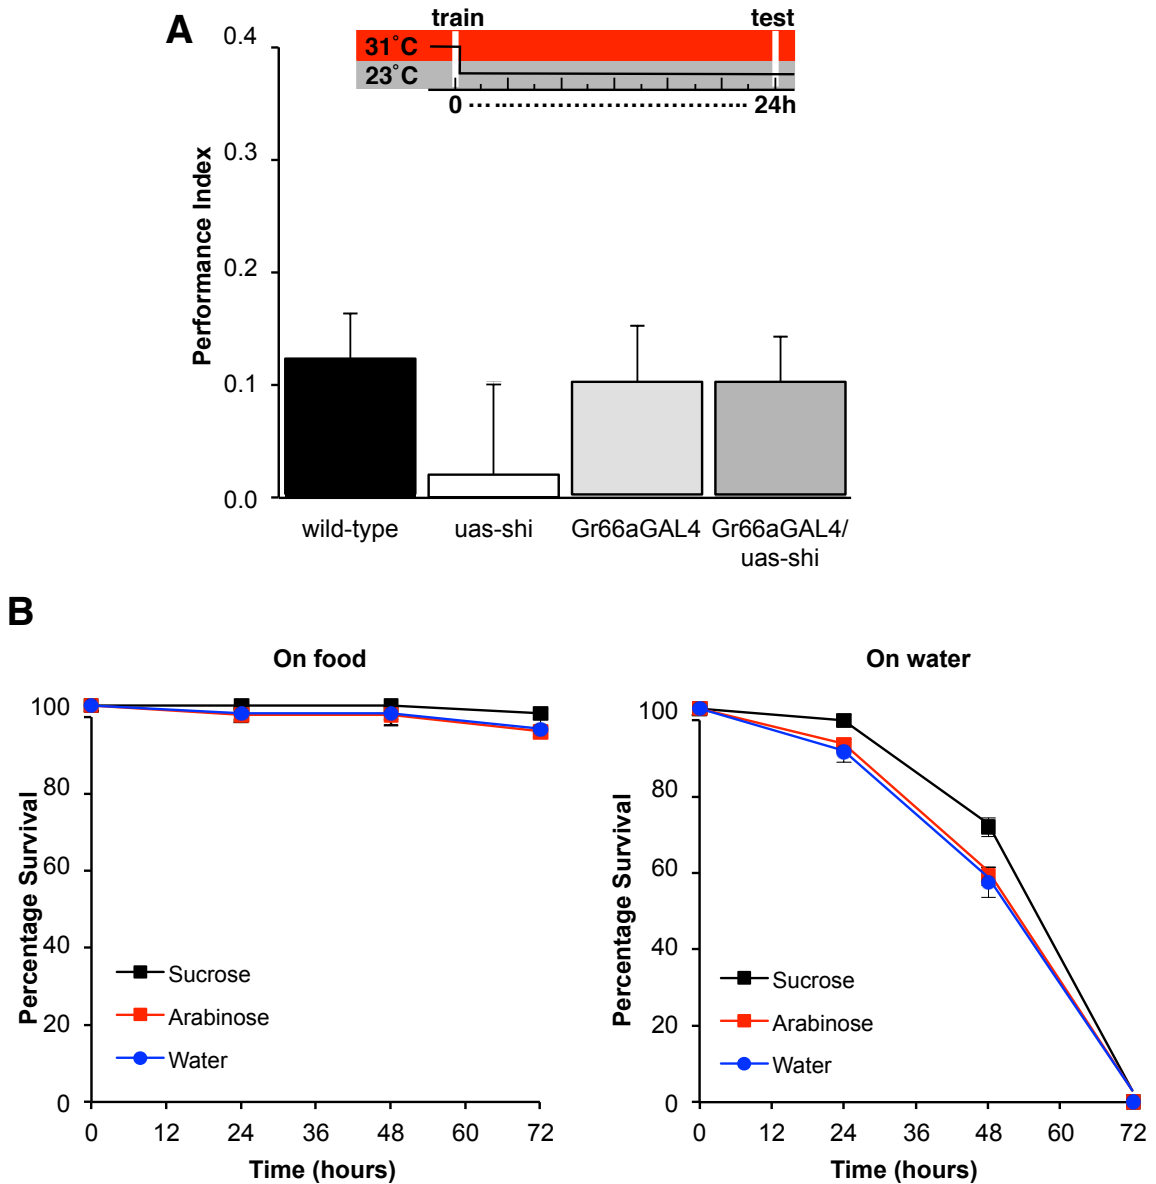 A
train
test
31°C
23°C
0
24h
Performance Index
0.4
0.3
0.2
0.1
0.0
wild-type
uas-shi
Gr66aGAL4
Gr66aGAL4/
uas-shi
B
On food
Percentage Survival
100
80
60
40
20
0
Sucrose
Arabinose
Water
0 12 24 36 48 60 72
Time (hours)
On water
Percentage Survival
100
80
60
40
20
0
Sucrose
Arabinose
Water
0 12 24 36 48 60 72
Time (hours)